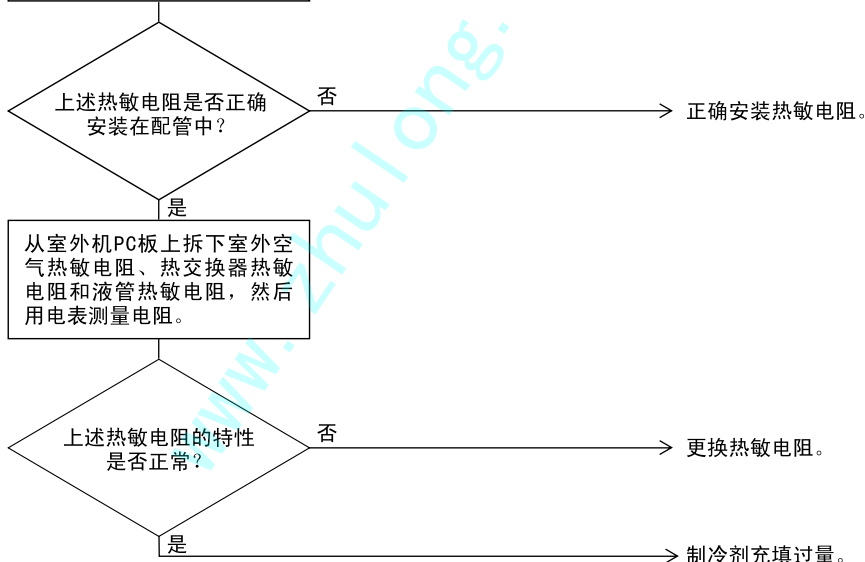 上述热敏电阻是否正确
安装在配管中？
否
正确安装热敏电阻。
是
从室外机PC板上拆下室外空
气热敏电阻、热交换器热敏
电阻和液管热敏电阻，然后
用电表测量电阻。
上述热敏电阻的特性
是否正常？
否
更换热敏电阻。
是
制冷剂充填过量。
www.zhulong.